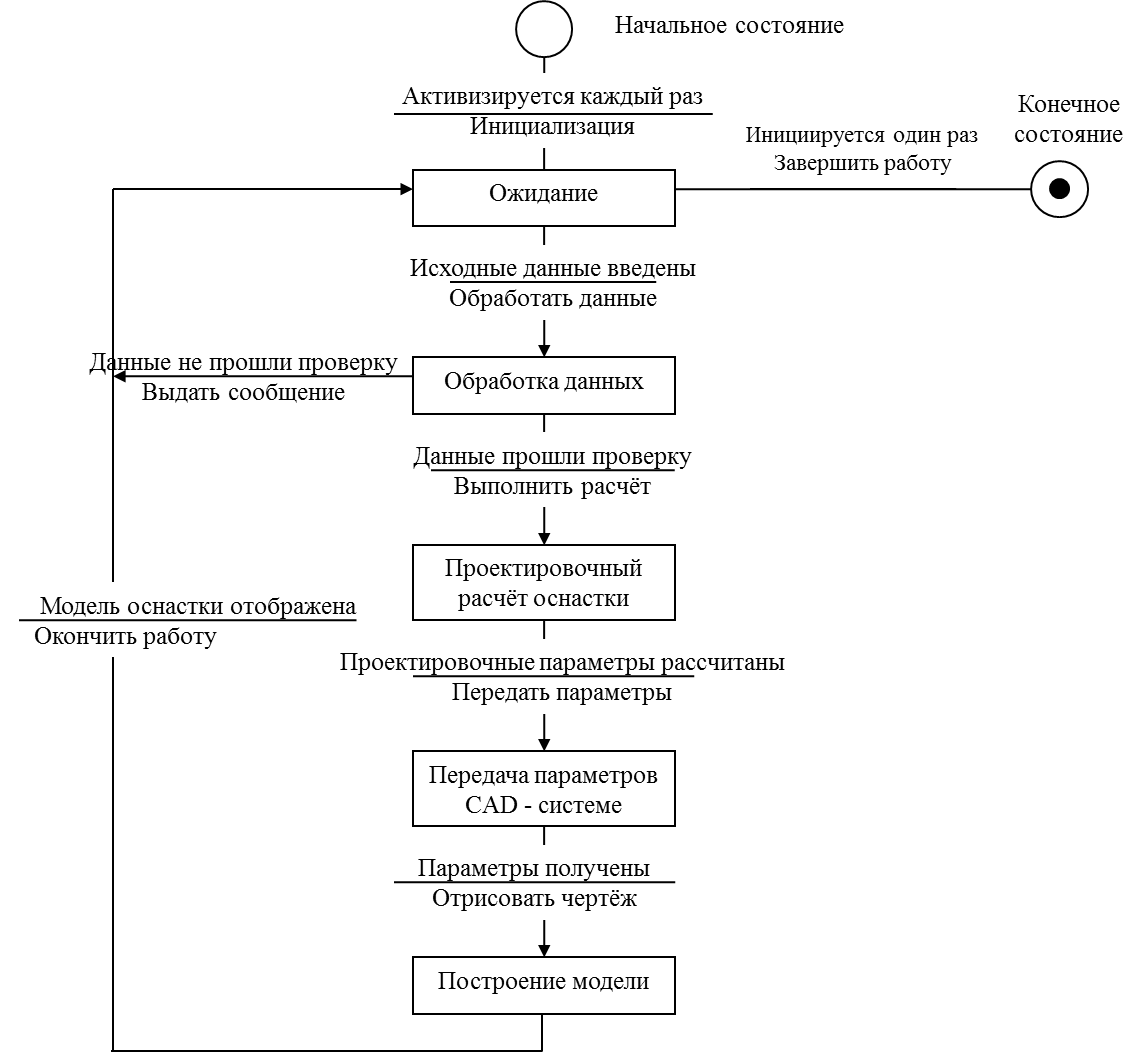 Начальное состояние
Активизируется каждый раз
Инициализация
Конечное
состояние
Инициируется один раз
Завершить работу
Ожидание
Исходные данные введены
Обработать данные
Данные не прошли проверку
Выдать сообщение
Обработка данных
Данные прошли проверку
Выполнить расчёт
Проектировочный
расчёт оснастки
Модель оснастки отображена
Окончить работу
Проектировочные параметры рассчитаны
Передать параметры
Передача параметров
CAD - системе
Параметры получены
Отрисовать чертёж
Построение модели